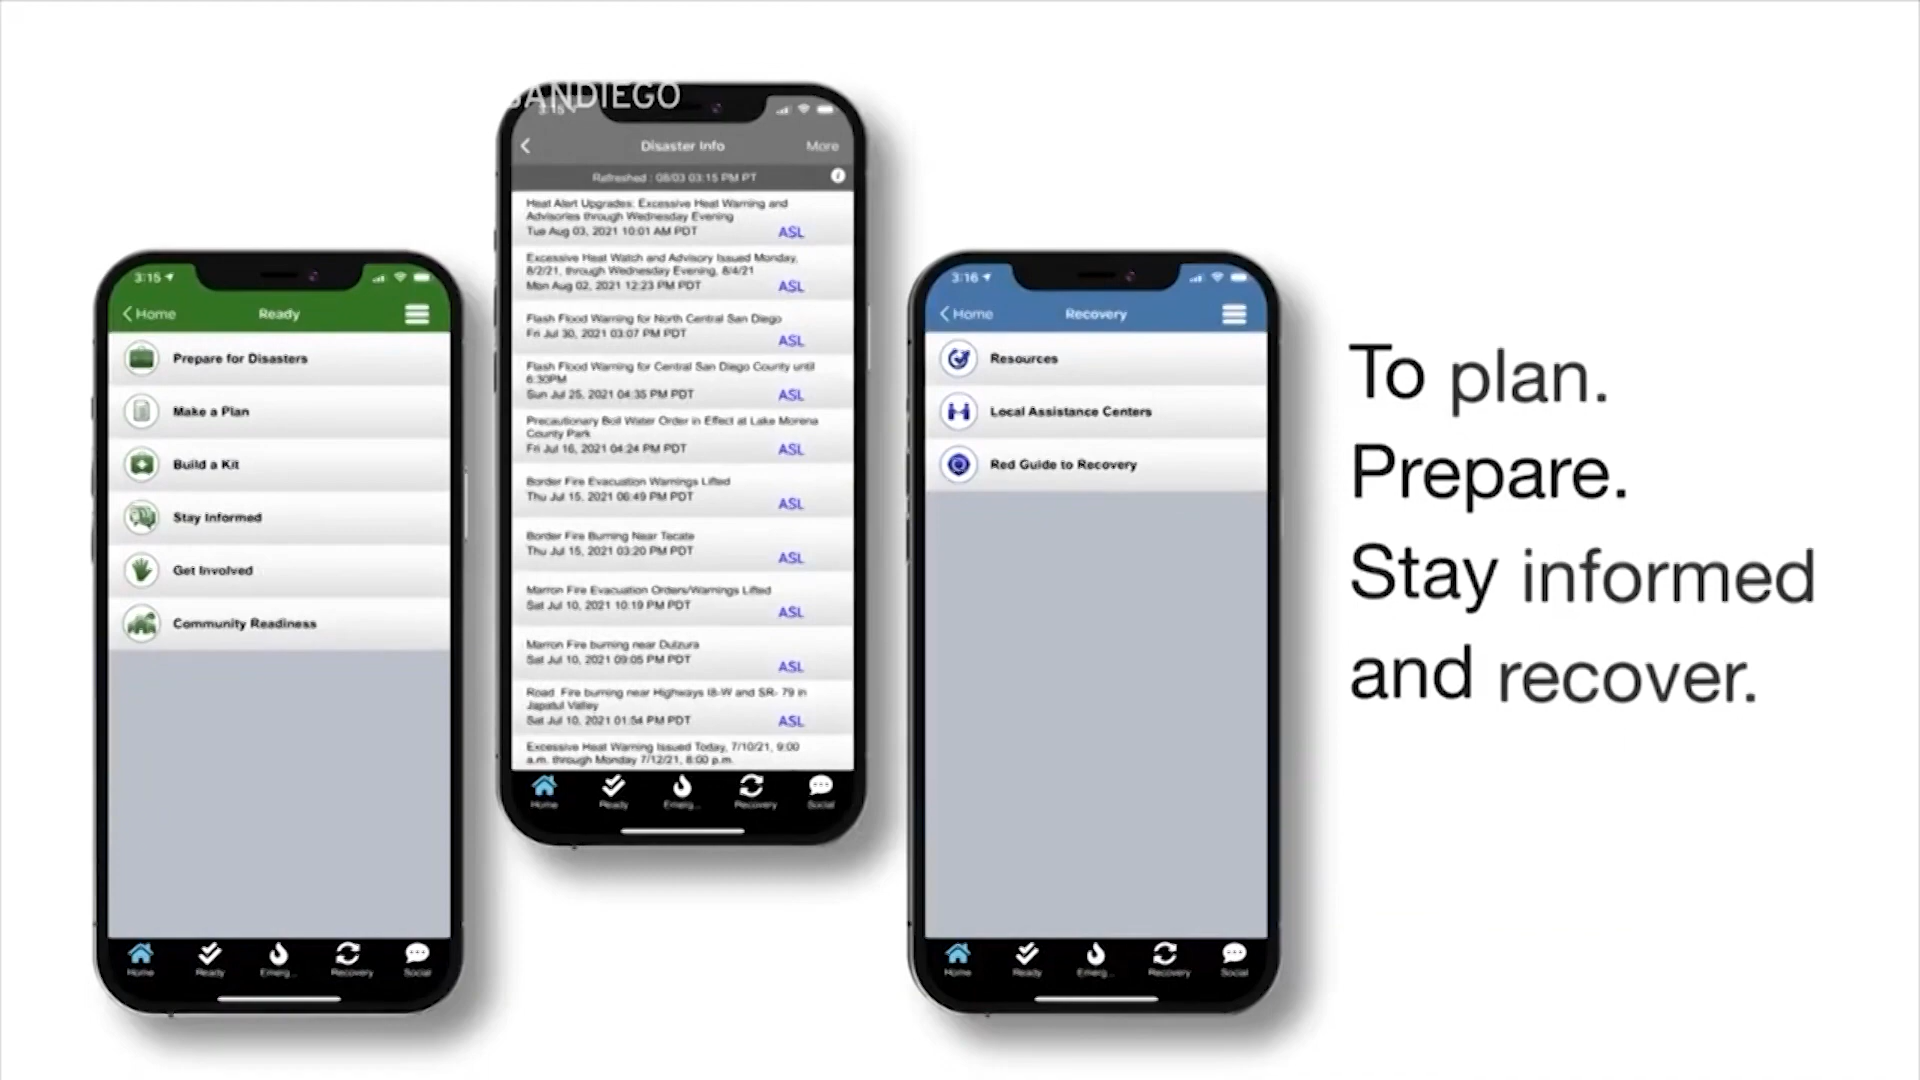 SANDIEGO
3:15
Disaster Info
More
Refreshed : 08/03 03:15 PM PT
Heat Alert Upgrades: Excessive Heat Warning and
Advisories through Wednesday Evening
Tue Aug 03, 2021 10:01 AM PDT
ASL
Excessive Heat Watch and Advisory Issued Monday,
8/2/21, through Wednesday Evening, 8/4/21
Mon Aug 02, 2021 12:23 PM PDT
ASL
Flash Flood Warning for North Central San Diego
Fri Jul 30, 2021 03:07 PM PDT
ASL
Flash Flood Warning for Central San Diego County until
6:30PM
Sun Jul 25, 2021 04:35 PM PDT
ASL
Precautionary Boil Water Order in Effect at Lake Morena
County Park
Fri Jul 16, 2021 04:24 PM PDT
ASL
Border Fire Evacuation Warnings Lifted
Thu Jul 15, 2021 06:49 PM PDT
ASL
Border Fire Burning Near Tecate
Thu Jul 15, 2021 03:20 PM PDT
ASL
Marron Fire Evacuation Orders/Warnings Lifted
Sat Jul 10, 2021 10:19 PM PDT
ASL
Marron Fire burning near Dulzura
Sat Jul 10, 2021 09:05 PM PDT
ASL
Road Fire burning near Highways I8-W and SR- 79 in
Japatul Valley
Sat Jul 10, 2021 01:54 PM PDT
ASL
Excessive Heat Warning Issued Today, 7/10/21, 9:00
a.m. through Monday 7/12/21, 8:00 p.m.
Home
Ready
Emerg...
Recovery
Social
3:15
Home
Ready
Prepare for Disasters
Make a Plan
Build a Kit
Stay Informed
Get Involved
Community Readiness
Home
Ready
Emerg...
Recovery
Social
3:16
Home
Recovery
Resources
Local Assistance Centers
Red Guide to Recovery
Home
Ready
Emerg...
Recovery
Social
To plan.
Prepare.
Stay informed
and recover.